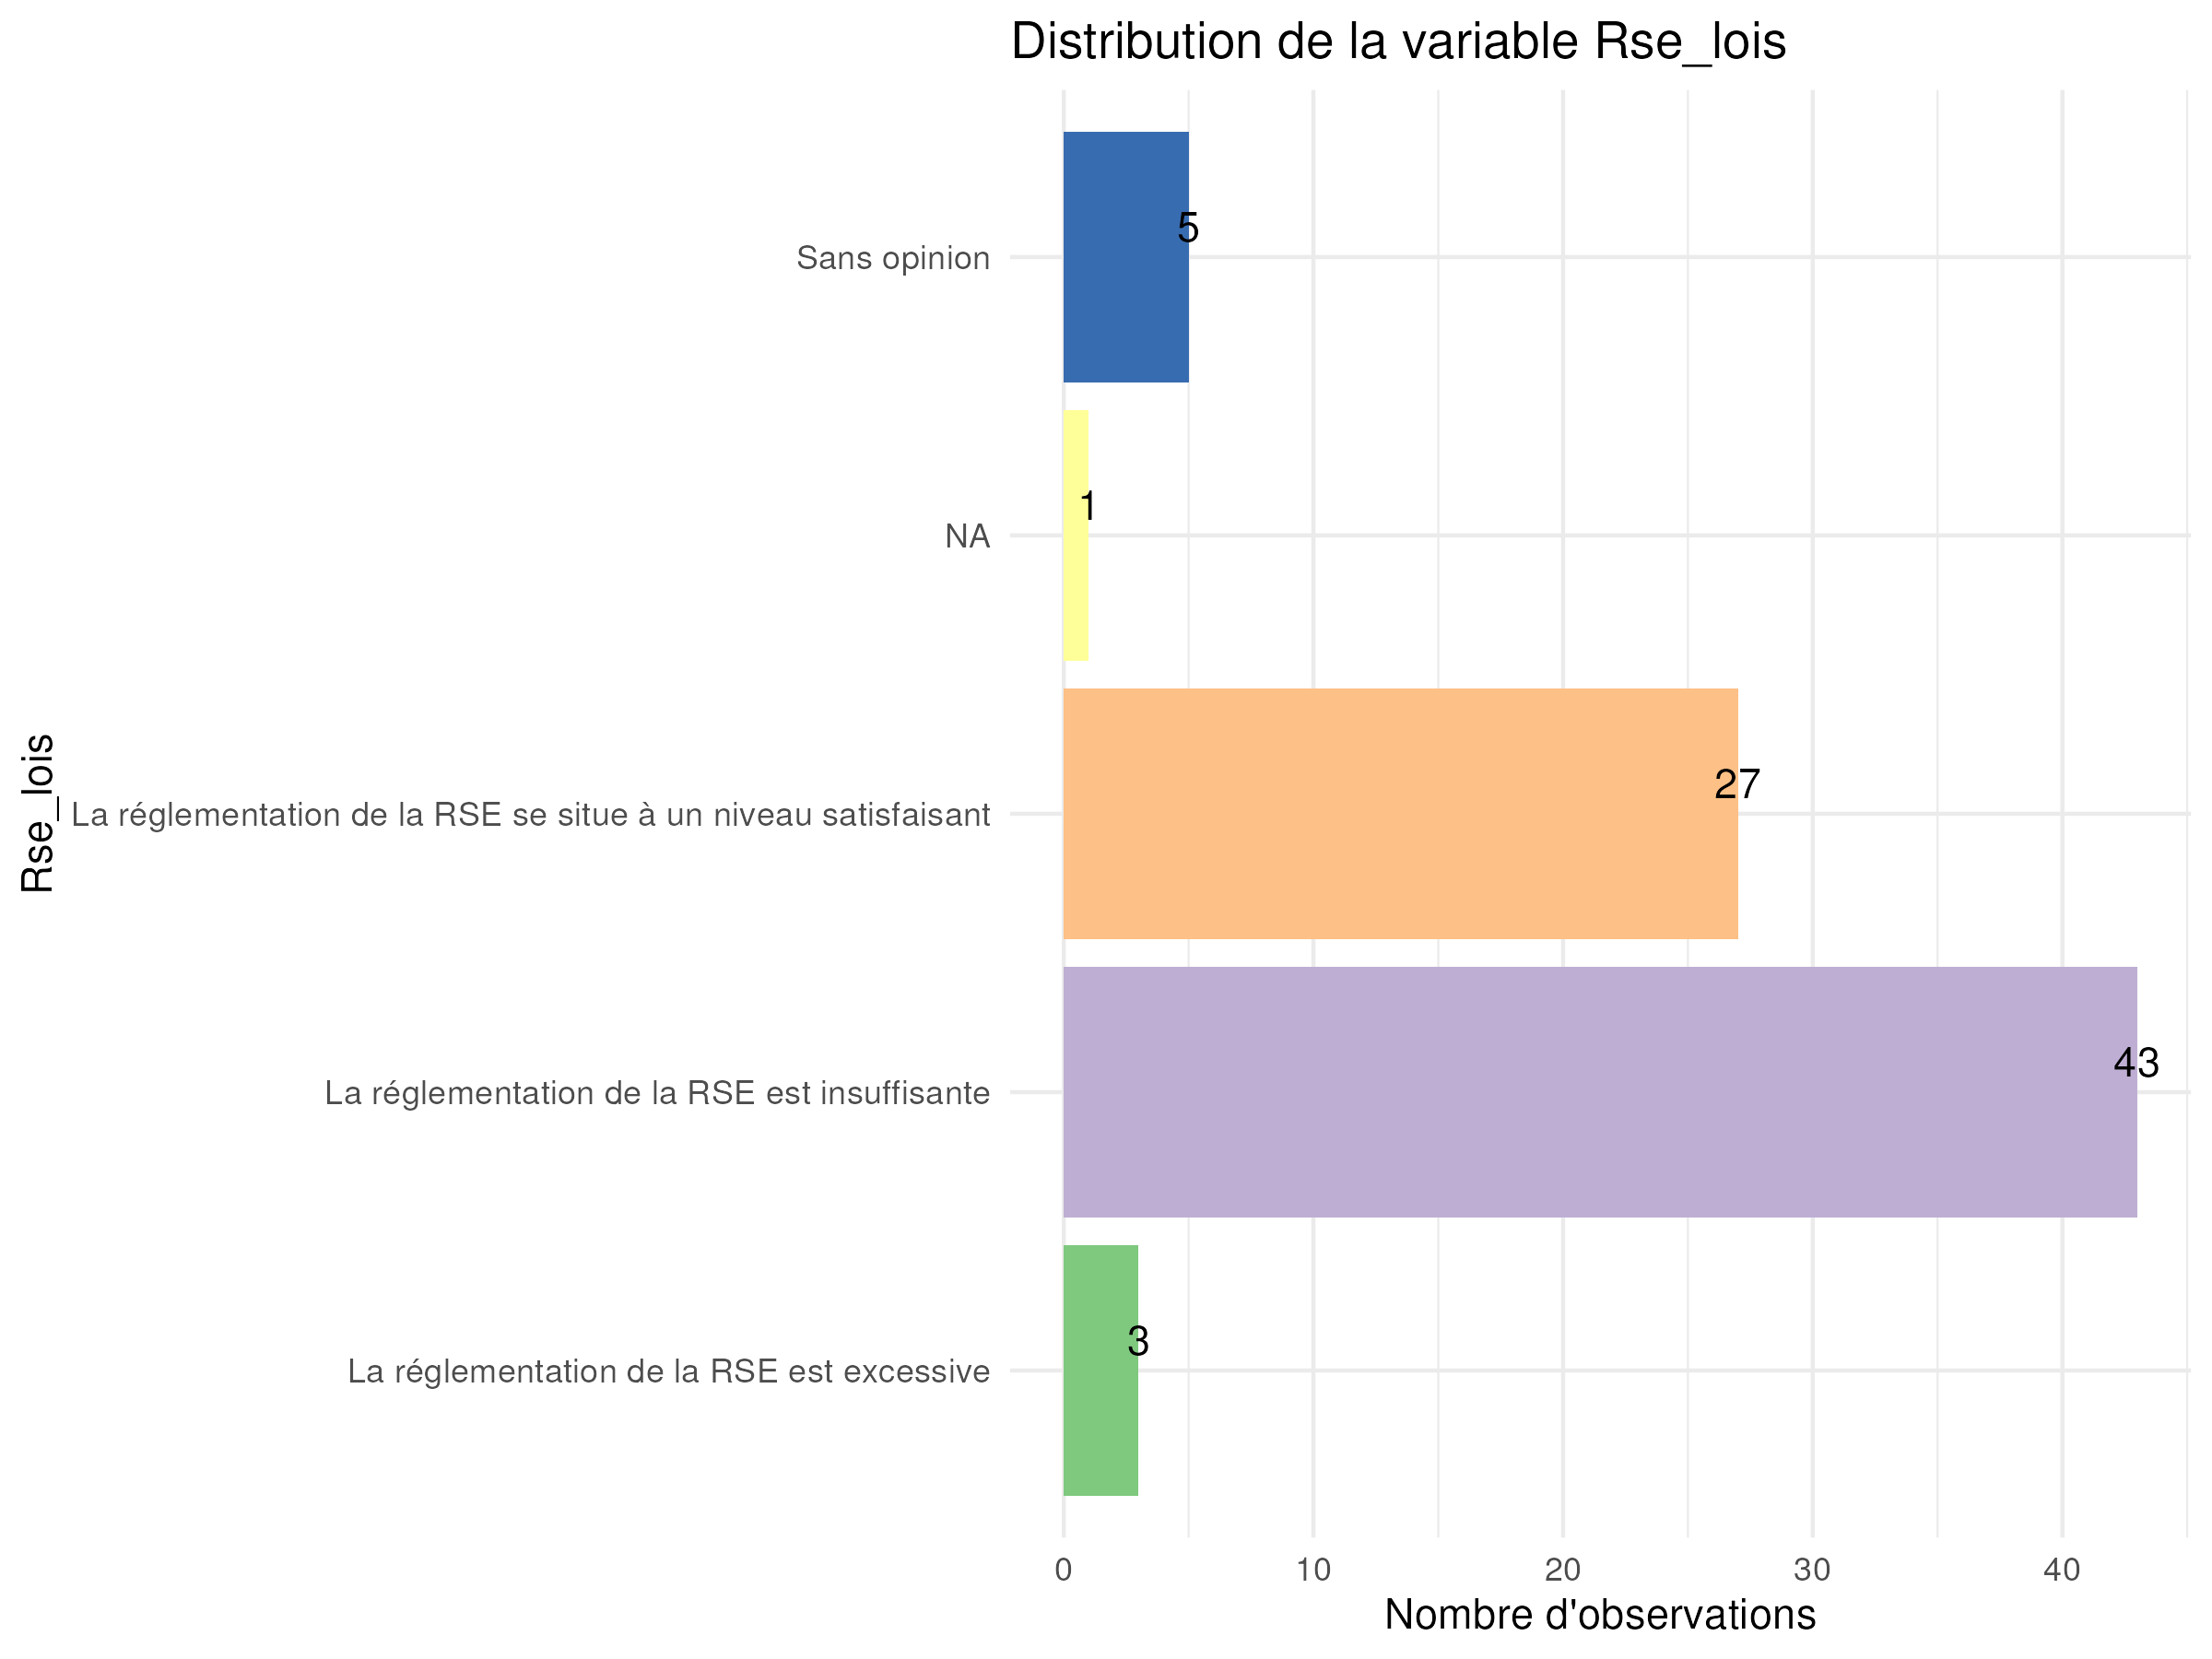 Distribution de la variable Rse_lois
Sans opinion
5
NA
1
La réglementation de la RSE se situe à un niveau satisfaisant
27
La réglementation de la RSE est insuffisante
43
La réglementation de la RSE est excessive
3
Rse_lois
0 10 20 30 40
Nombre d'observations